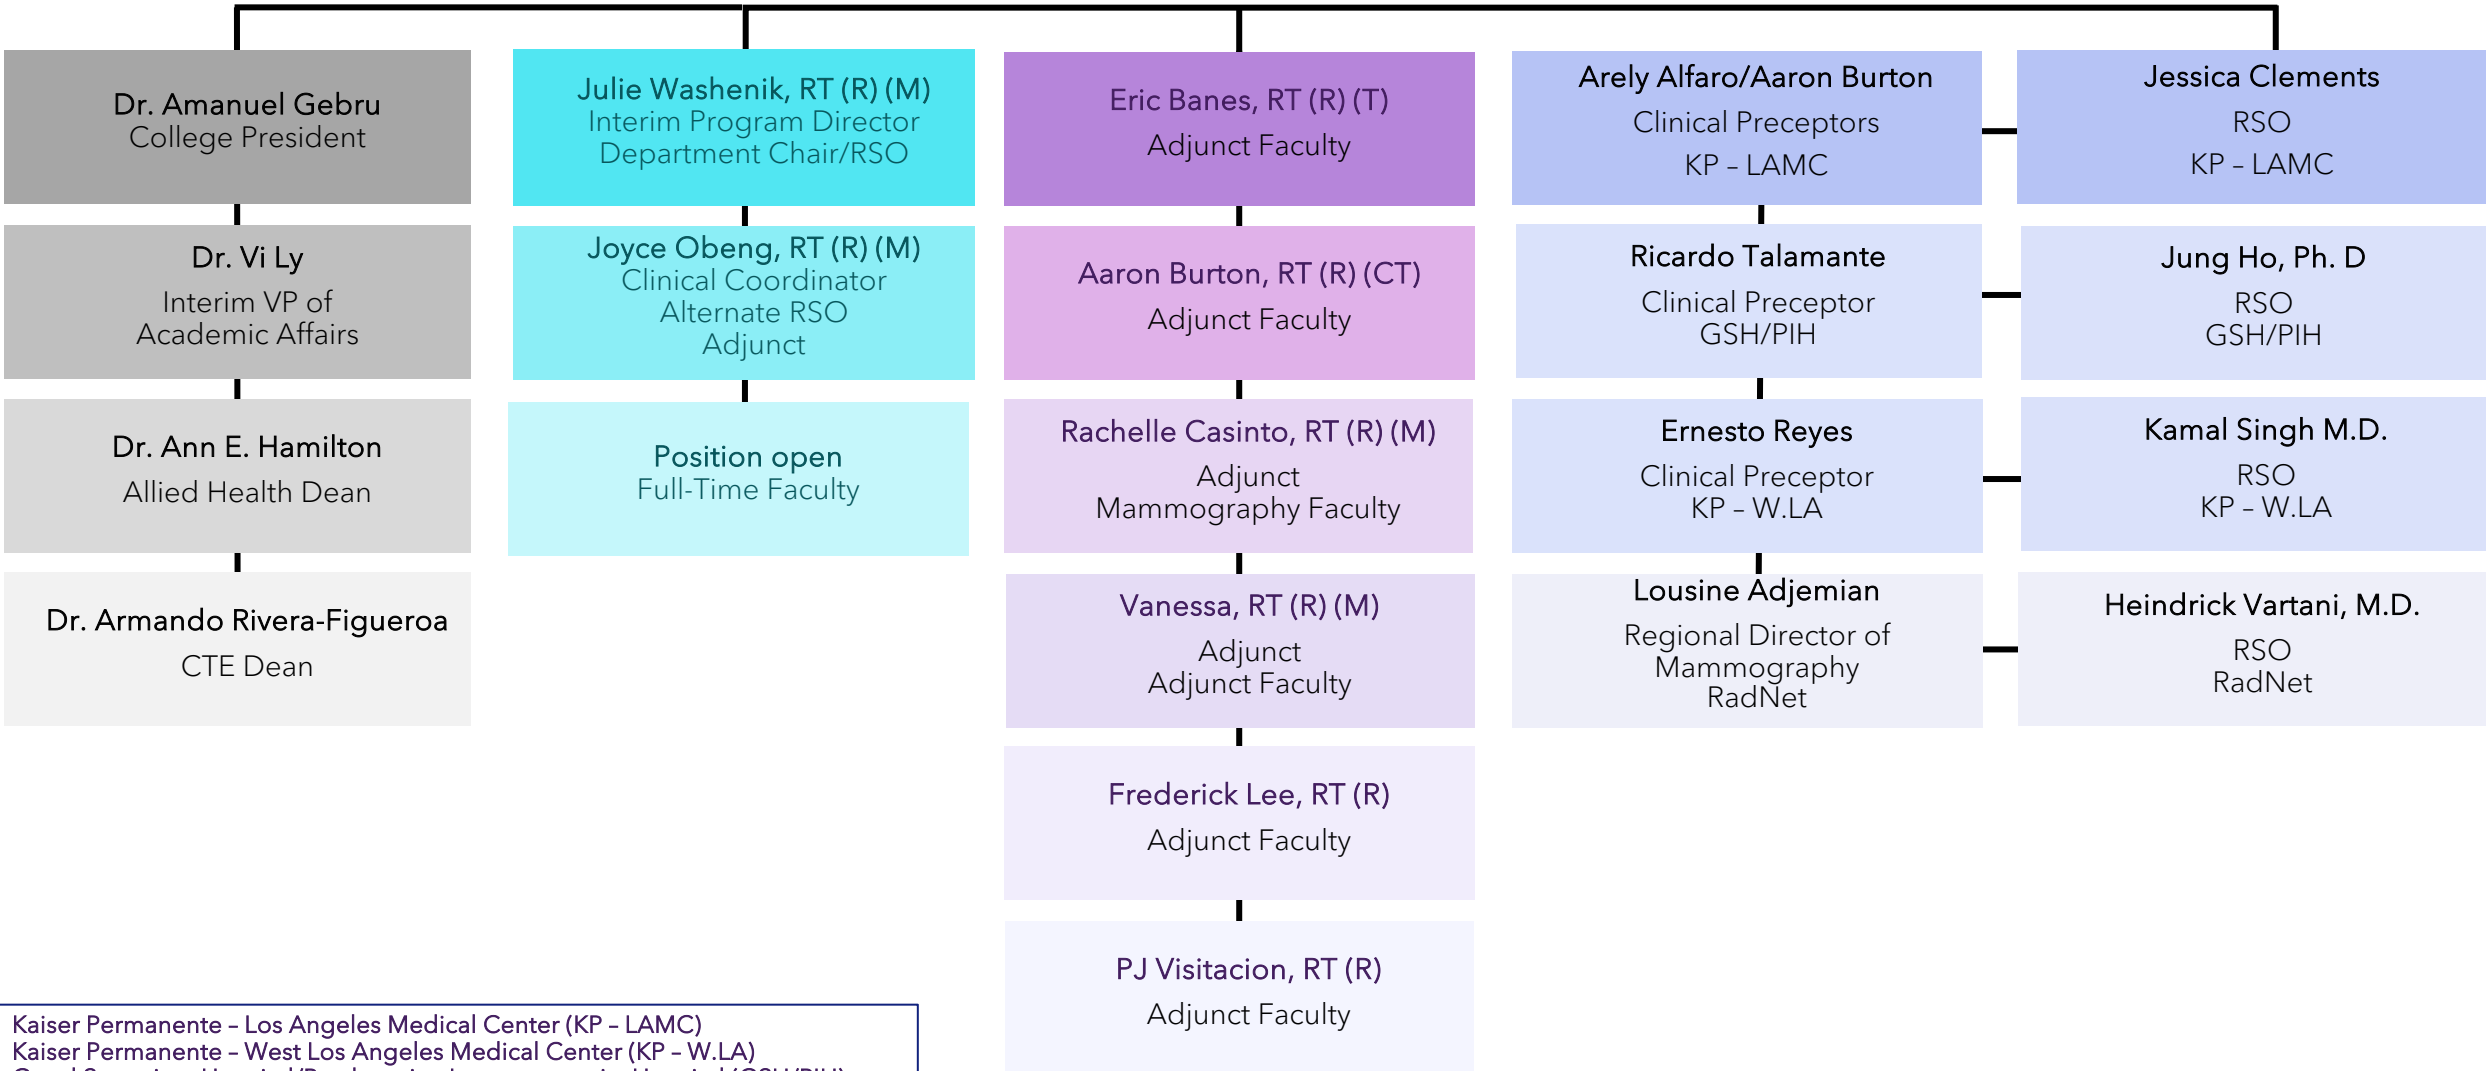 Dr. Amanuel Gebru
College President
Dr. Vi Ly
Interim VP of
Academic Affairs
Dr. Ann E. Hamilton
Allied Health Dean
Dr. Armando Rivera-Figueroa
CTE Dean
Julie Washenik, RT (R) (M)
Interim Program Director
Department Chair/RSO
Joyce Obeng, RT (R) (M)
Clinical Coordinator
Alternate RSO
Adjunct
Position open
Full-Time Faculty
Eric Banes, RT (R) (T)
Adjunct Faculty
Aaron Burton, RT (R) (CT)
Adjunct Faculty
Rachelle Casinto, RT (R) (M)
Adjunct
Mammography Faculty
Vanessa, RT (R) (M)
Adjunct
Adjunct Faculty
Frederick Lee, RT (R)
Adjunct Faculty
PJ Visitacion, RT (R)
Adjunct Faculty
Arely Alfaro/Aaron Burton
Clinical Preceptors
KP – LAMC
Ricardo Talamante
Clinical Preceptor
GSH/PIH
Ernesto Reyes
Clinical Preceptor
KP – W.LA
Lousine Adjemian
Regional Director of
Mammography
RadNet
Jessica Clements
RSO
KP – LAMC
Jung Ho, Ph. D
RSO
GSH/PIH
Kamal Singh M.D.
RSO
KP – W.LA
Heindrick Vartani, M.D.
RSO
RadNet
Kaiser Permanente – Los Angeles Medical Center (KP – LAMC)
Kaiser Permanente – West Los Angeles Medical Center (KP – W.LA)